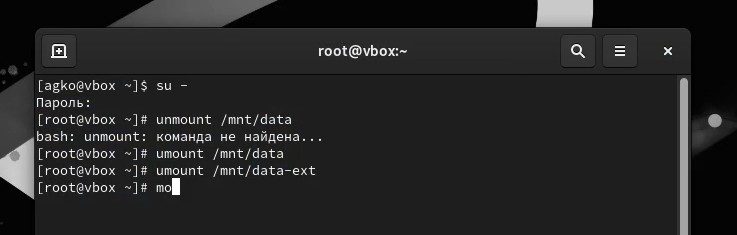 root@vbox:~
[agko@vbox ~]$ su -
Пароль:
[root@vbox ~]# unmount /mnt/data
bash: unmount: команда не найдена...
[root@vbox ~]# umount /mnt/data
[root@vbox ~]# umount /mnt/data-ext
[root@vbox ~]# mo